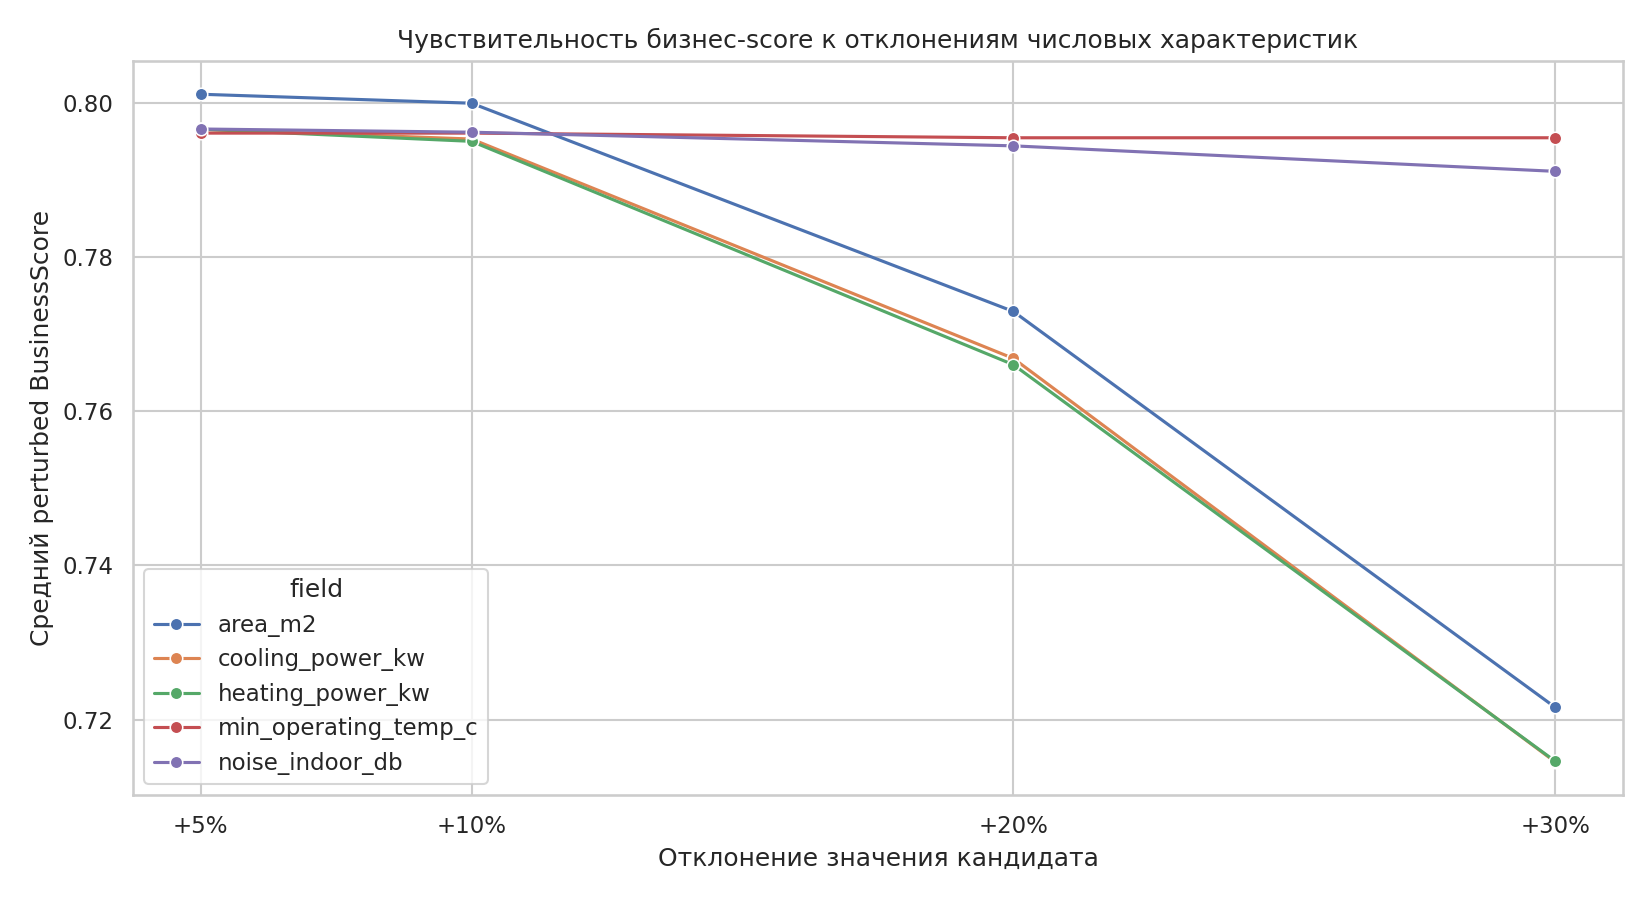 Чувствительность бизнес-score к отклонениям числовых характеристик
Средний perturbed BusinessScore
0.80
0.78
0.76
0.74
0.72
field
area_m2
cooling_power_kw
heating_power_kw
min_operating_temp_c
noise_indoor_db
+5%
+10%
+20%
+30%
Отклонение значения кандидата